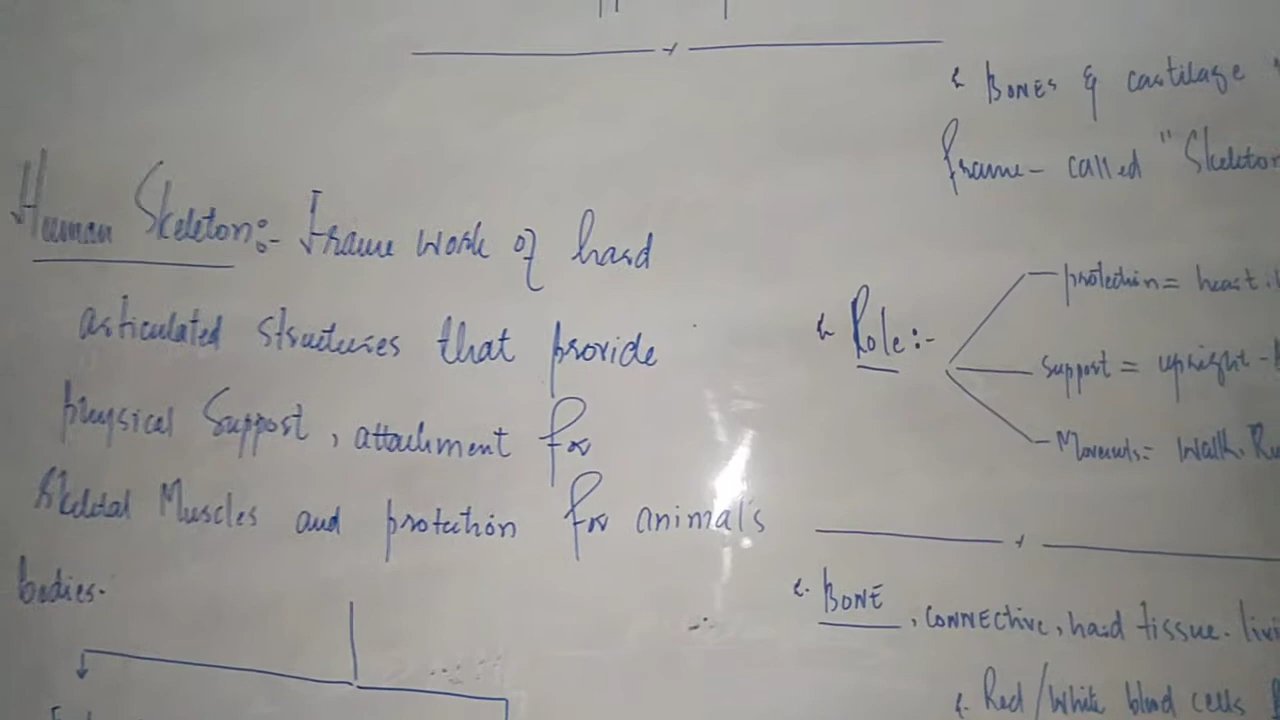 Human Skeleton:- Frame work of hard
articulated structures that provide
physical Support, attachment for
Skeletal Muscles and protection for animal's
bodies.
BONES & cartilage
frame- called "Skeleton
Role:-
protection= heart.
Support= upright-
Movements= Walk. Ru
BONE, CONNECTive, hard tissue. livi
Red/White blood cells